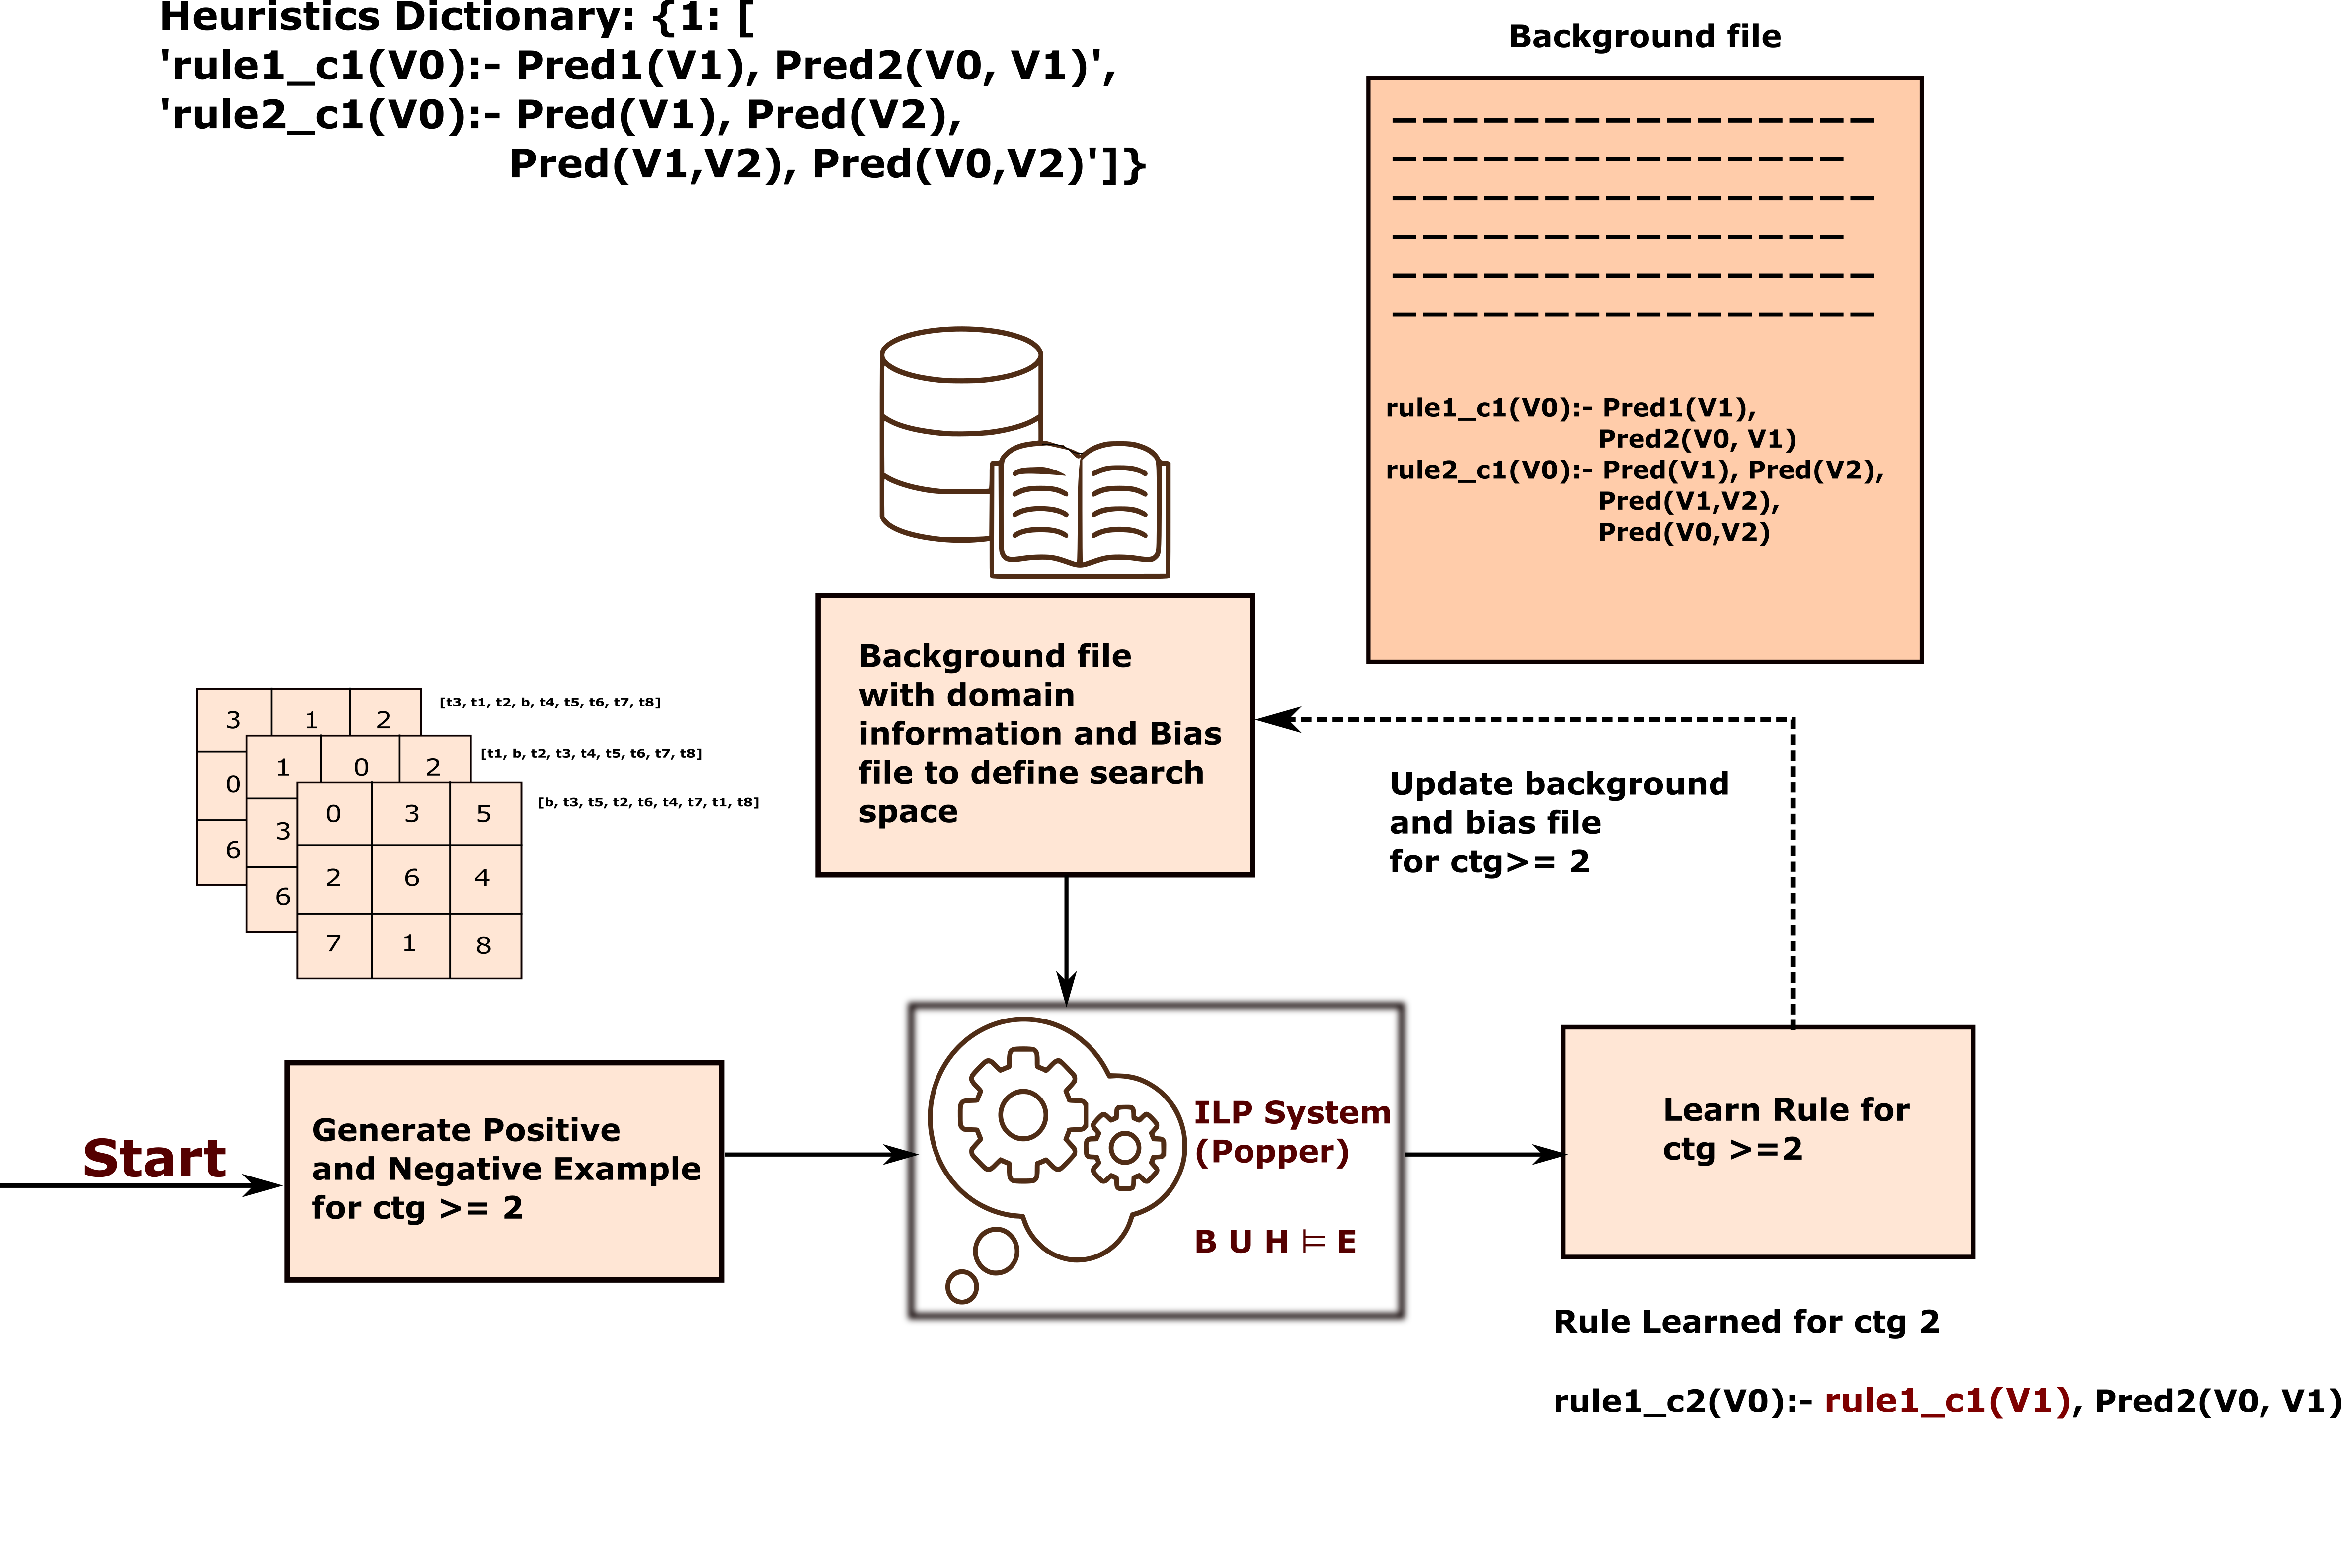 Heuristics Dictionary: {1: [
'rule1_c1(V0):- Pred1(V1), Pred2(V0, V1)',
'rule2_c1(V0):- Pred(V1), Pred(V2),
Pred(V1,V2), Pred(V0,V2)']}
Background file
rule1_c1(V0):- Pred1(V1),
Pred2(V0, V1)
rule2_c1(V0):- Pred(V1), Pred(V2),
Pred(V1,V2),
Pred(V0,V2)
Background file
with domain
information and Bias
file to define search
space
3 1 2
[t3, t1, t2, b, t4, t5, t6, t7, t8]
0
6
1 0 2
[t1, b, t2, t3, t4, t5, t6, t7, t8]
3
6
0 3 5
[b, t3, t5, t2, t6, t4, t7, t1, t8]
2 6 4
7 1 8
Update background
and bias file
for ctg>= 2
Start
Generate Positive
and Negative Example
for ctg >= 2
ILP System
(Popper)
B U H ⊨ E
Learn Rule for
ctg >=2
Rule Learned for ctg 2
rule1_c2(V0):- rule1_c1(V1), Pred2(V0, V1)